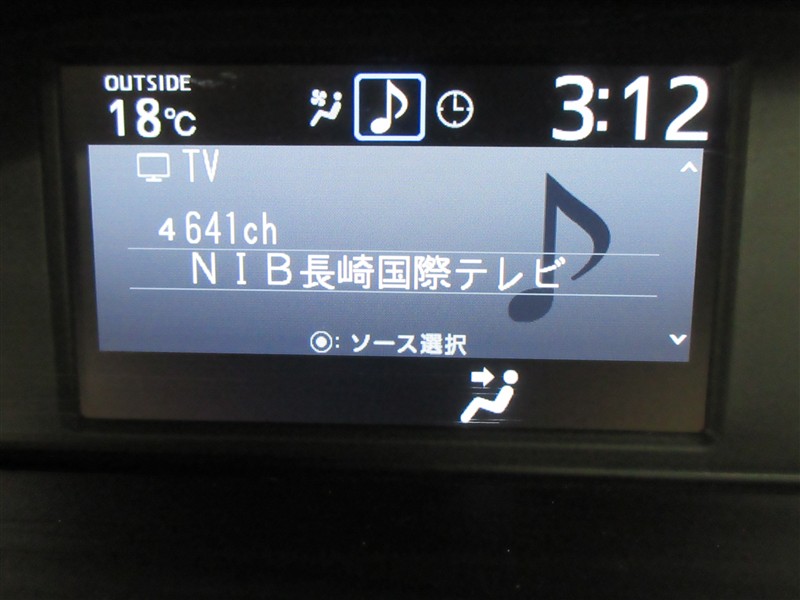 OUTSIDE
18℃
3:12
TV
4 641ch
NIB長崎国際テレビ
◉: ソース選択